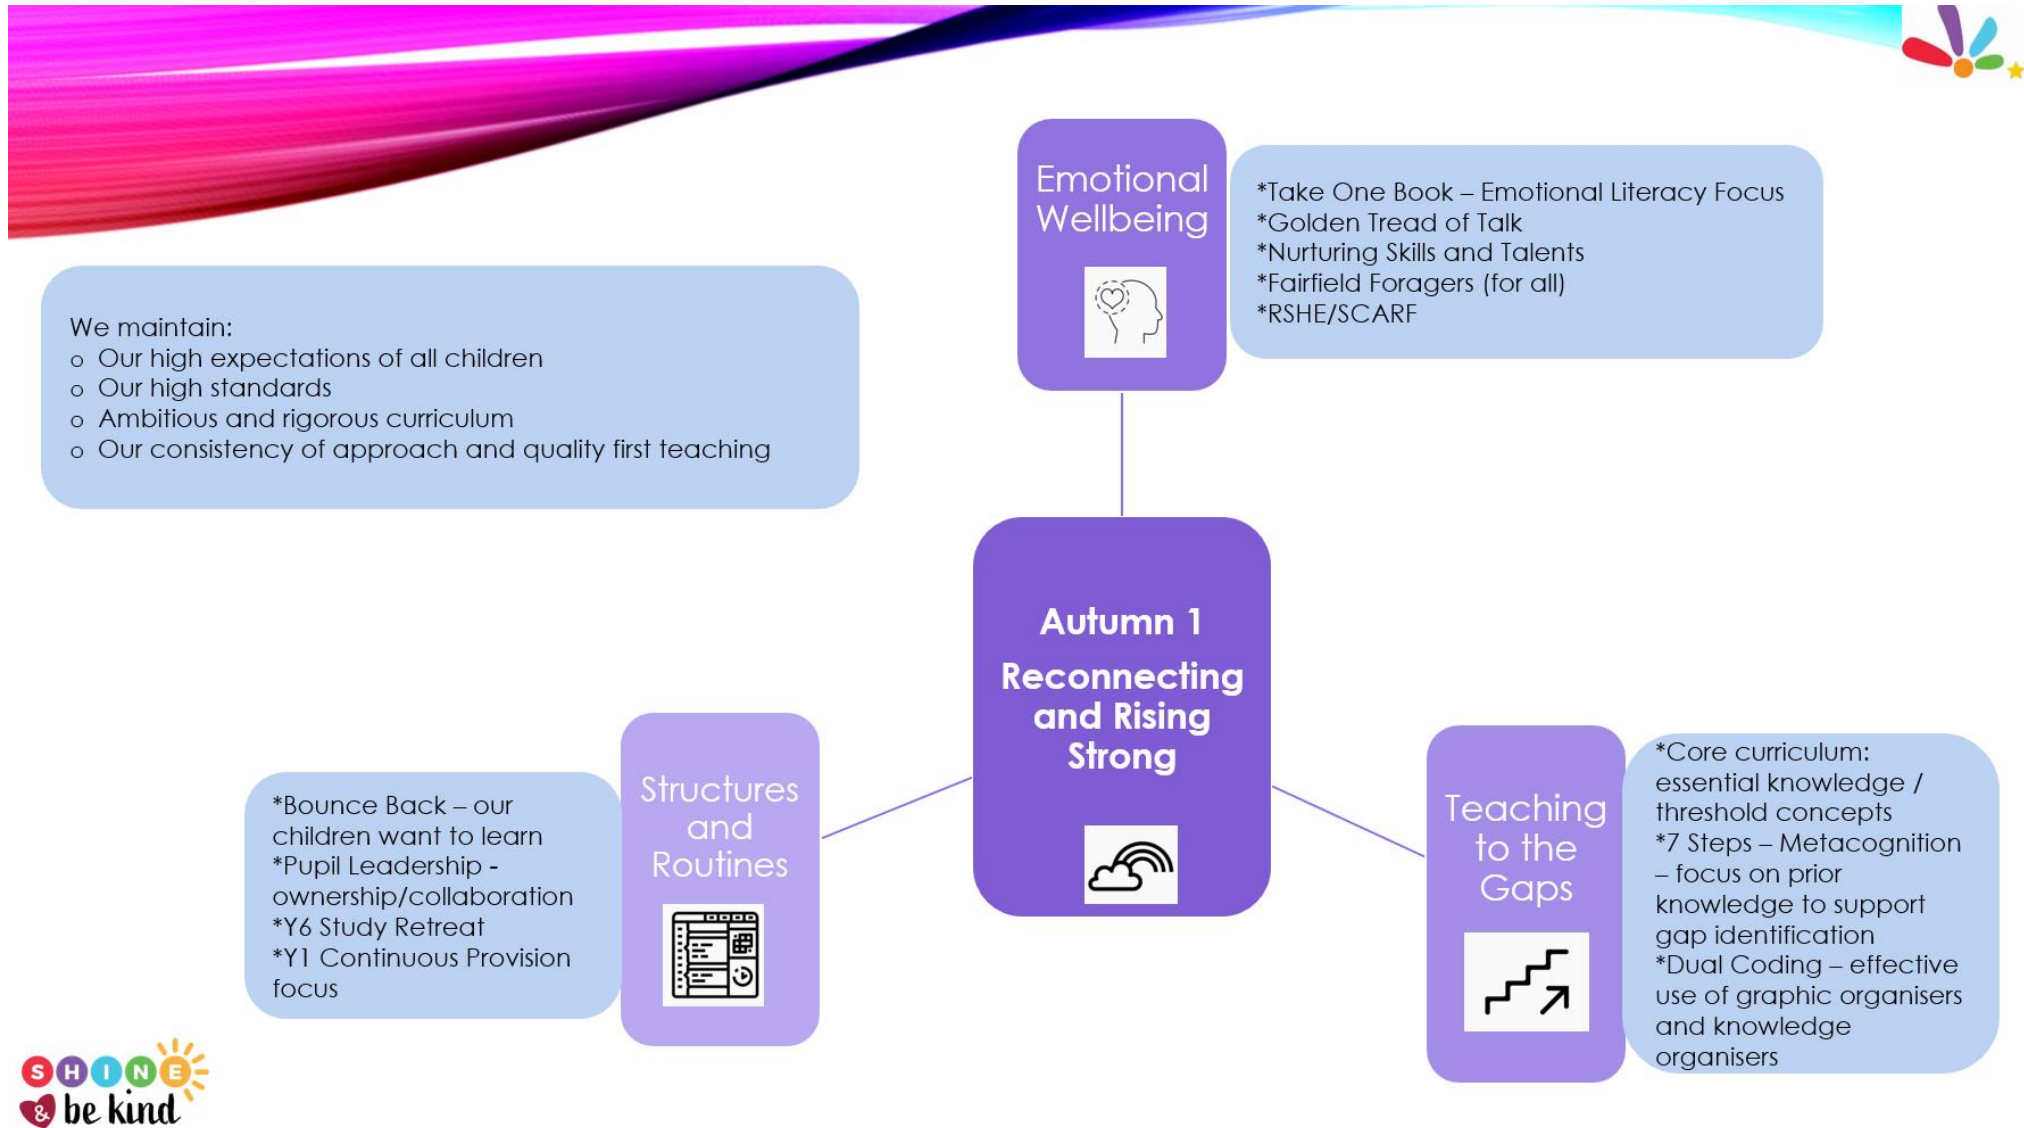 Emotional
Wellbeing
*Take One Book – Emotional Literacy Focus
*Golden Tread of Talk
*Nurturing Skills and Talents
*Fairfield Foragers (for all)
*RSHE/SCARF
We maintain:
o Our high expectations of all children
o Our high standards
o Ambitious and rigorous curriculum
o Our consistency of approach and quality first teaching
Autumn 1
Reconnecting
and Rising
Strong
*Bounce Back – our
children want to learn
*Pupil Leadership -
ownership/collaboration
*Y6 Study Retreat
*Y1 Continuous Provision
focus
Structures
and
Routines
Teaching
to the
Gaps
*Core curriculum:
essential knowledge /
threshold concepts
*7 Steps – Metacognition
– focus on prior
knowledge to support
gap identification
*Dual Coding – effective
use of graphic organisers
and knowledge
organisers
SHINE
& be kind